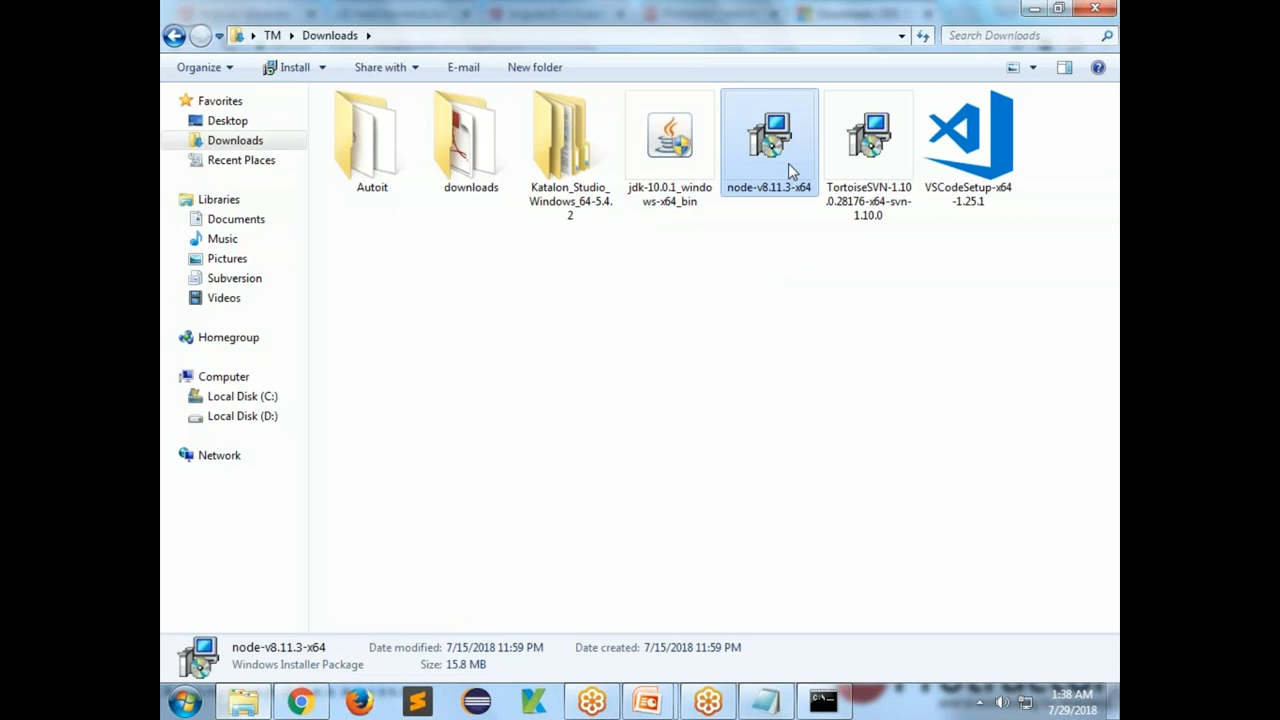 TM
Downloads
Search Downloads
Organize
Install
Share with
E-mail
New folder
Favorites
Desktop
Downloads
Recent Places
Libraries
Documents
Music
Pictures
Subversion
Videos
Homegroup
Computer
Local Disk (C:)
Local Disk (D:)
Network
Autoit
downloads
Katalon_Studio_
Windows_64-5.4.
2
jdk-10.0.1_windo
ws-x64_bin
node-v8.11.3-x64
TortoiseSVN-1.10
.0.28176-x64-svn-
1.10.0
VSCodeSetup-x64
-1.25.1
node-v8.11.3-x64
Windows Installer Package
Date modified: 7/15/2018 11:59 PM
Size: 15.8 MB
Date created: 7/15/2018 11:59 PM
C:\
1:38 AM
7/29/2018